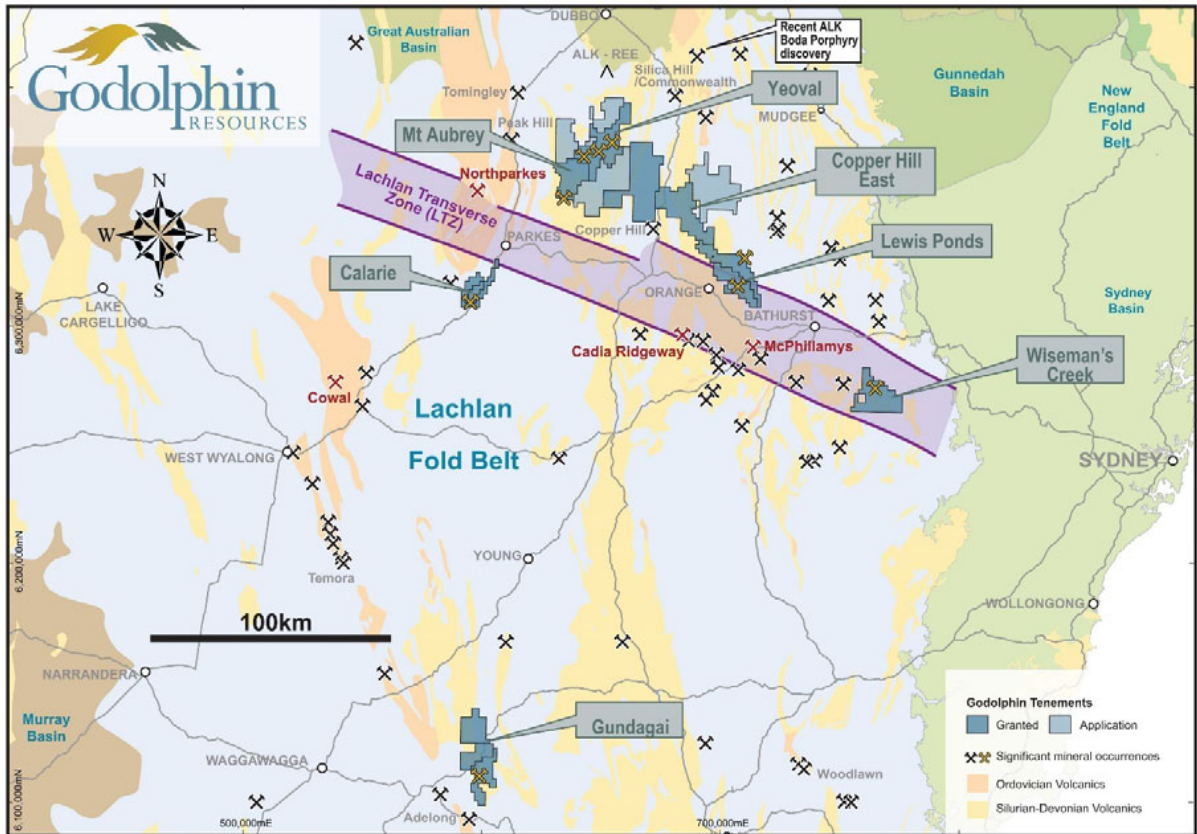 Godolphin
RESOURCES
Great Australian
Basin
DUBBO
ALK - REE
Recent ALK
Boda Porphyry
discovery
Silica Hill
/Commonwealth
Gunnedah
Basin
New
England
Fold
Belt
Tomingley
Peak Hill
Yeoval
MUDGEE
Mt Aubrey
Copper Hill
East
Lachlan Transverse
Zone (LTZ)
Northparkes
N
W
E
S
PARKES
Copper Hill
Lewis Ponds
Calarie
ORANGE
LAKE
CARGELLIGO
BATHURST
Sydney
Basin
6,300,000mN
Cadia Ridgeway
McPhillamys
Wiseman's
Creek
Cowal
Lachlan
Fold Belt
WEST WYALONG
SYDNEY
YOUNG
Temora
6,200,000mN
WOLLONGONG
100km
NARRANDERA
Murray
Basin
Gundagai
WAGGAWAGGA
Woodlawn
Adelong
6,100,000mN
500,000mE
700,000mE
Godolphin Tenements
Granted
Application
Significant mineral occurrences
Ordovician Volcanics
Silurian-Devonian Volcanics